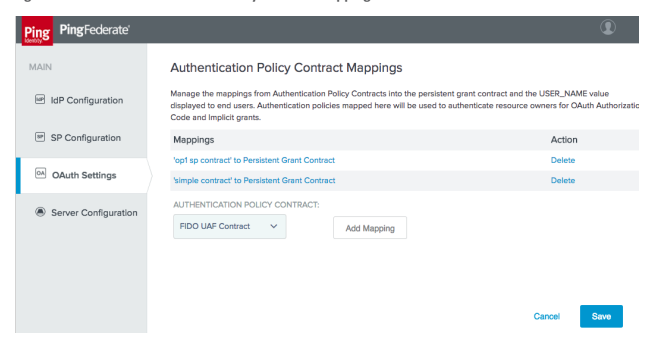 Ping
Identity
PingFederate®
MAIN
IdP
IdP Configuration
SP
SP Configuration
OA
OAuth Settings
Server Configuration
Authentication Policy Contract Mappings
Manage the mappings from Authentication Policy Contracts into the persistent grant contract and the USER_NAME value
displayed to end users. Authentication policies mapped here will be used to authenticate resource owners for OAuth Authorizatic
Code and Implicit grants.
Mappings Action
'op1 sp contract' to Persistent Grant Contract Delete
'simple contract' to Persistent Grant Contract Delete
AUTHENTICATION POLICY CONTRACT:
FIDO UAF Contract Add Mapping
Cancel Save